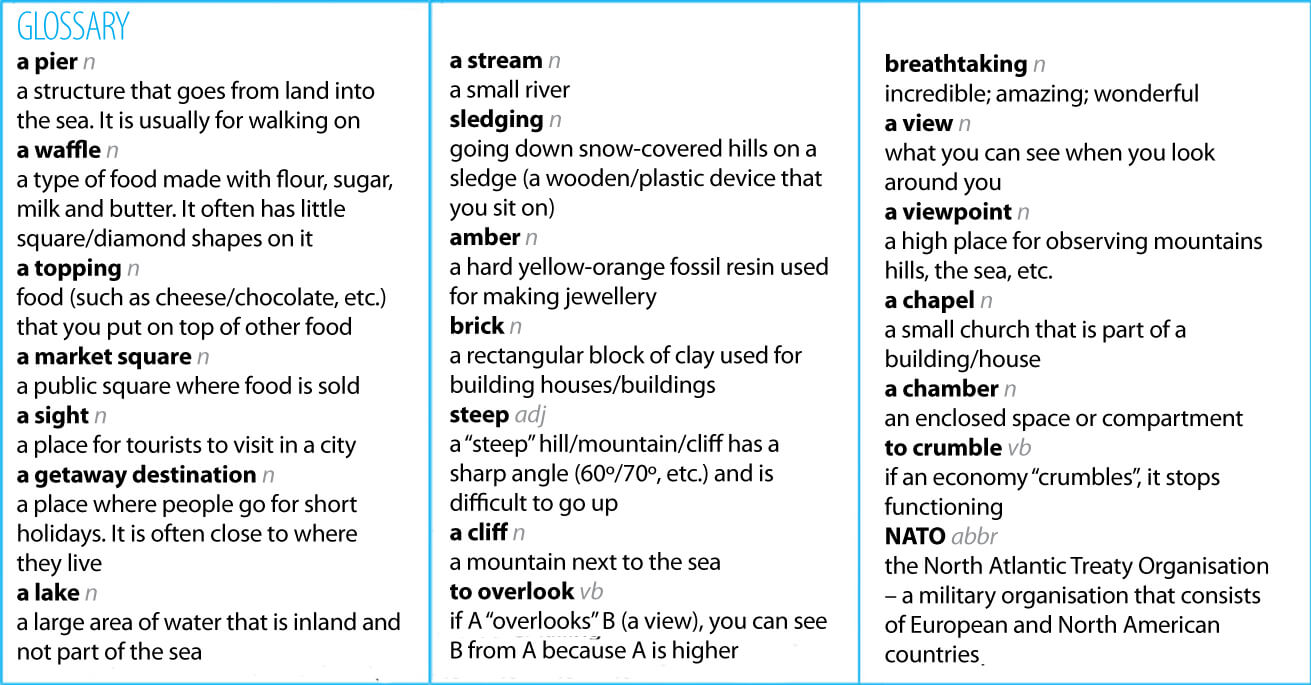 GLOSSARY
a pier n
a structure that goes from land into
the sea. It is usually for walking on
a waffle n
a type of food made with flour, sugar,
milk and butter. It often has little
square/diamond shapes on it
a topping n
food (such as cheese/chocolate, etc.)
that you put on top of other food
a market square n
a public square where food is sold
a sight n
a place for tourists to visit in a city
a getaway destination n
a place where people go for short
holidays. It is often close to where
they live
a lake n
a large area of water that is inland and
not part of the sea
a stream n
a small river
sledging n
going down snow-covered hills on a
sledge (a wooden/plastic device that
you sit on)
amber n
a hard yellow-orange fossil resin used
for making jewellery
brick n
a rectangular block of clay used for
building houses/buildings
steep adj
a “steep” hill/mountain/cliff has a
sharp angle (60º/70º, etc.) and is
difficult to go up
a cliff n
a mountain next to the sea
to overlook vb
if A “overlooks” B (a view), you can see
B from A because A is higher
breathtaking n
incredible; amazing; wonderful
a view n
what you can see when you look
around you
a viewpoint n
a high place for observing mountains
hills, the sea, etc.
a chapel n
a small church that is part of a
building/house
a chamber n
an enclosed space or compartment
to crumble vb
if an economy “crumbles”, it stops
functioning
NATO abbr
the North Atlantic Treaty Organisation
– a military organisation that consists
of European and North American
countries